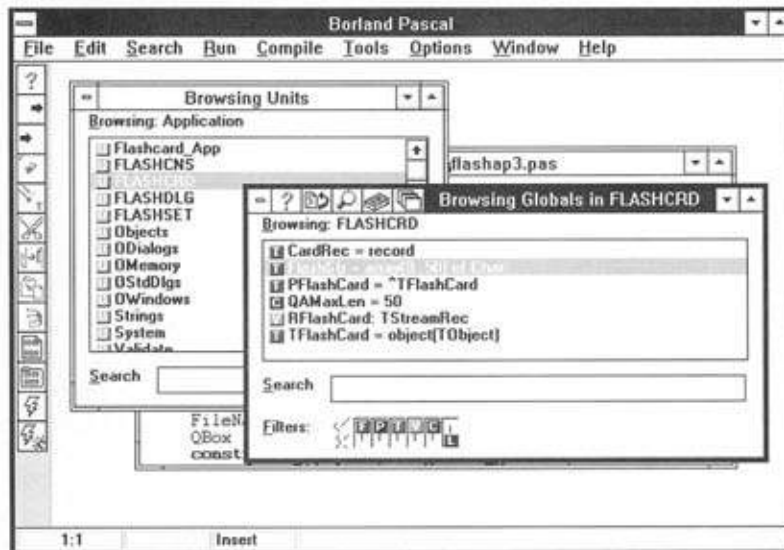 Borland Pascal
File Edit Search Run Compile Tools Options Window Help
Browsing Units
Browsing: Application
Flashcard_App
FLASHCNS
FLASHCRD
FLASHDLG
FLASHSET
Objects
ODialogs
OMemory
OStdDlgs
OWindows
Strings
System
Validate
Search
flashap3.pas
FileNa
QBox
const
Browsing Globals in FLASHCRD
Browsing: FLASHCRD
T CardRec = record
T
T PFlashCard = ^TFlashCard
C QAMaxLen = 50
V RFlashCard: TStreamRec
T TFlashCard = object(TObject)
Search
Filters:
1:1 Insert